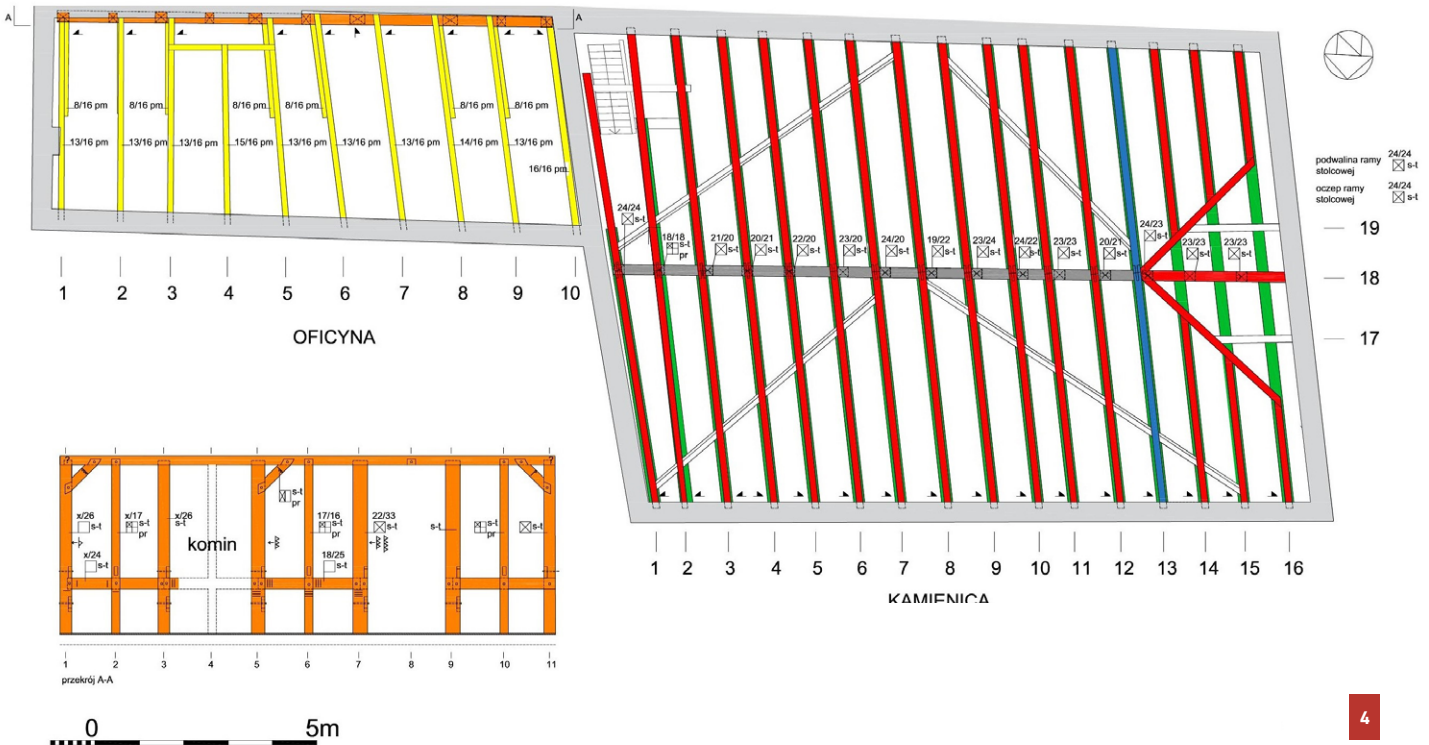 A
A
8/16 pm
8/16 pm
8/16 pm
8/16 pm
8/16 pm
8/16 pm
13/16 pm
13/16 pm
13/16 pm
15/16 pm
13/16 pm
13/16 pm
13/16 pm
14/16 pm
13/16 pm
16/16 pm
1 2 3 4 5 6 7 8 9 10
OFICYNA
podwalina ramy
stolcowej
24/24
s-t
oczep ramy
stolcowej
24/24
s-t
24/24
s-t
18/18
s-t
pr
21/20
s-t
20/21
s-t
22/20
s-t
23/20
s-t
24/20
s-t
19/22
s-t
23/24
s-t
24/22
s-t
23/23
s-t
20/21
s-t
24/23
s-t
23/23
s-t
23/23
s-t
19
18
17
1 2 3 4 5 6 7 8 9 10 11 12 13 14 15 16
KAMIENICA
?
?
x/26
s-t
x/17
s-t
pr
x/26
s-t
komin
s-t
pr
17/16
s-t
pr
22/33
s-t
s-t
s-t
pr
s-t
x/24
s-t
18/25
s-t
1 2 3 4 5 6 7 8 9 10 11
przekrój A-A
0 5m
4